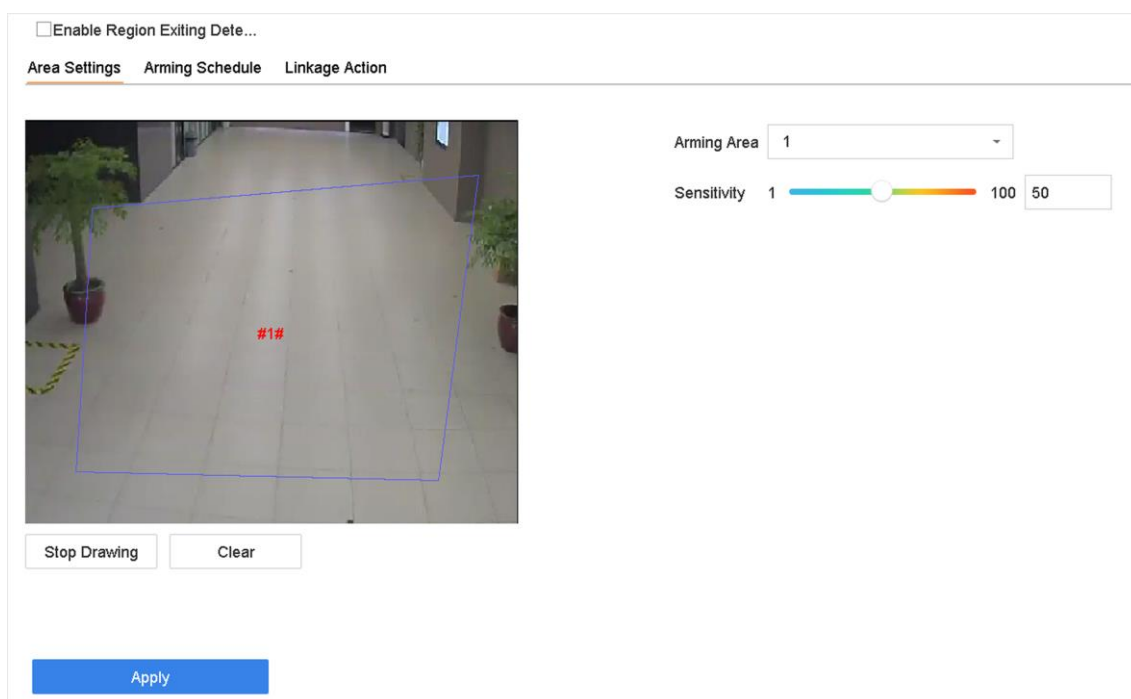 Enable Region Exiting Dete...
Area Settings Arming Schedule Linkage Action
Arming Area 1
Sensitivity 1 100 50
#1#
Stop Drawing Clear
Apply